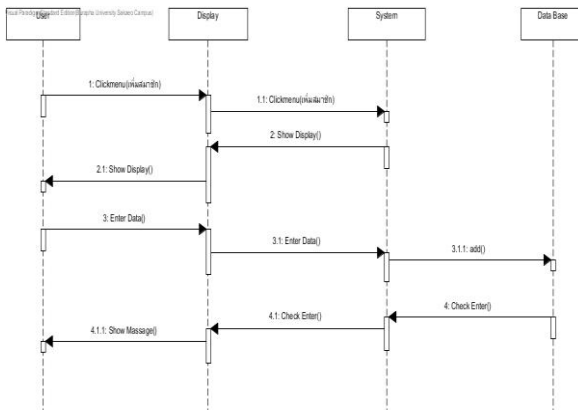 Visual Paradigm Standard Edition(Burapha University Sakaeo Campus)
User
Display
System
Data Base
1: Clickmenu(เพิ่มสมาชิก)
1.1: Clickmenu(เพิ่มสมาชิก)
2: Show Display()
2.1: Show Display()
3: Enter Data()
3.1: Enter Data()
3.1.1: add()
4: Check Enter()
4.1: Check Enter()
4.1.1: Show Massage()